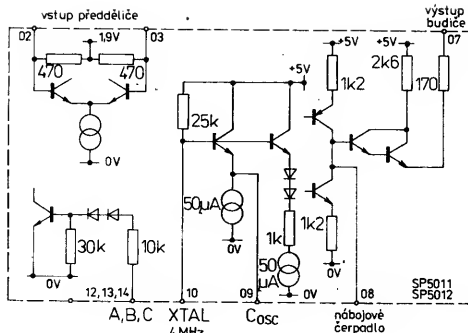 vstup předděliče
výstup
budiče
02
1,9V
03
07
470
470
+5V
+5V
+5V
1k2
2k6
170
25k
0V
50µA
0V
1k
1k2
50
µA
0V
0V
30k
10k
0V
SP5011
SP5012
12,13,14
10
09
08
A,B,C
XTAL
4 MHz
COSC
nábojové
čerpadlo